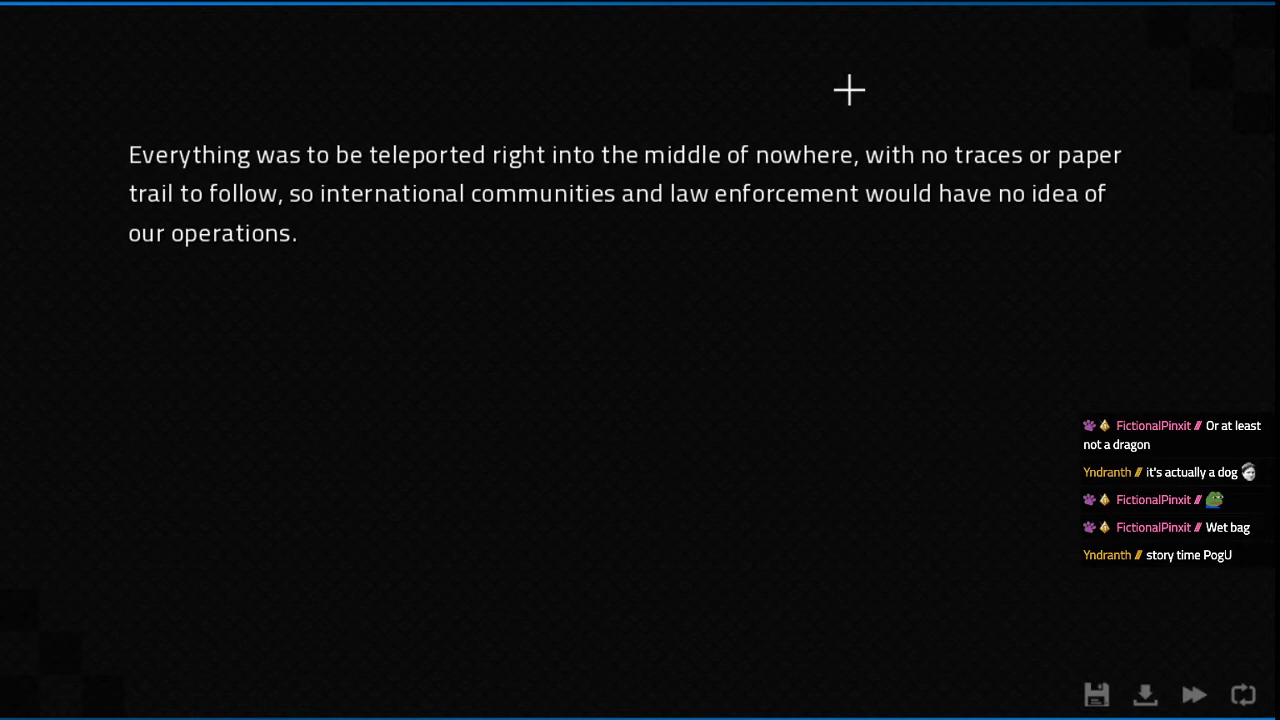 Everything was to be teleported right into the middle of nowhere, with no traces or paper
trail to follow, so international communities and law enforcement would have no idea of
our operations.
FictionalPinxit // Or at least
not a dragon
Yndranth // it's actually a dog
FictionalPinxit //
FictionalPinxit // Wet bag
Yndranth // story time PogU